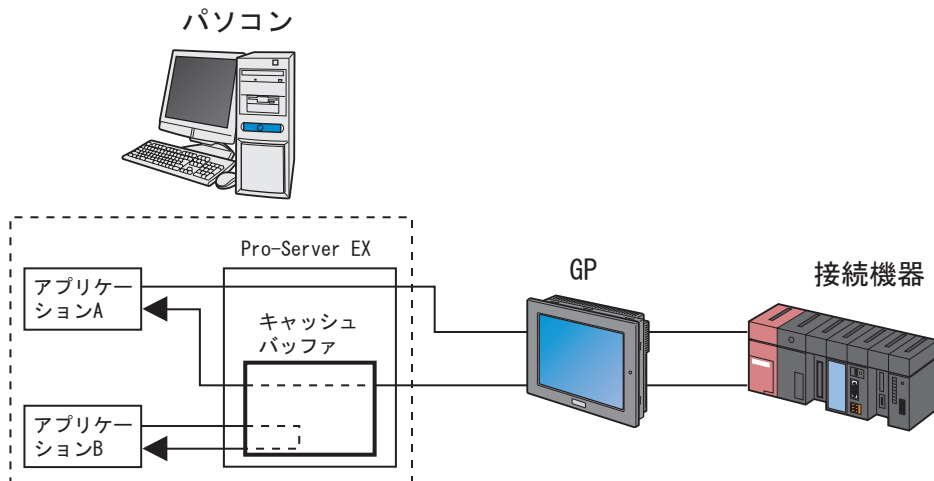 パソコン
Pro-Server EX
アプリケー
ションA
キャッシュ
バッファ
アプリケー
ションB
GP
接続機器